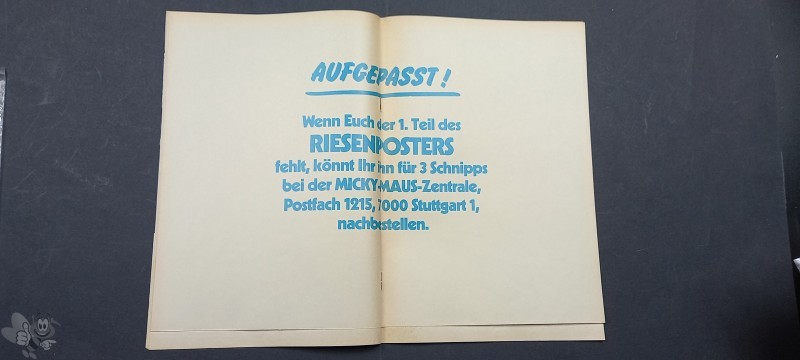 AUFGEPASST!
Wenn Euch der 1. Teil des
RIESENPOSTERS
fehlt, könnt Ihr ihn für 3 Schnipps
bei der MICKY-MAUS-Zentrale,
Postfach 1215, 7000 Stuttgart 1,
nachbestellen.